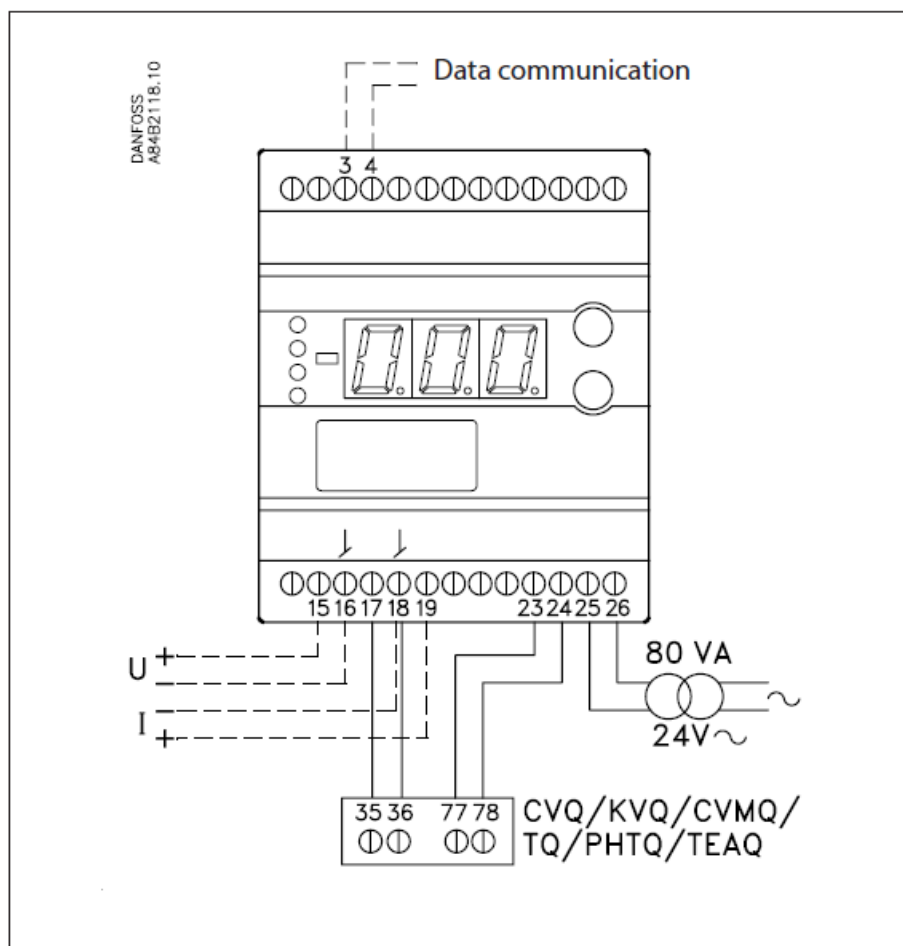 DANFOSS
A84B2118.10
Data communication
3 4
000
15 16 17 18 19 23 24 25 26
U + −
I − +
80 VA
24V～
～
35 36 77 78
CVQ/KVQ/CVMQ/
TQ/PHTQ/TEAQ